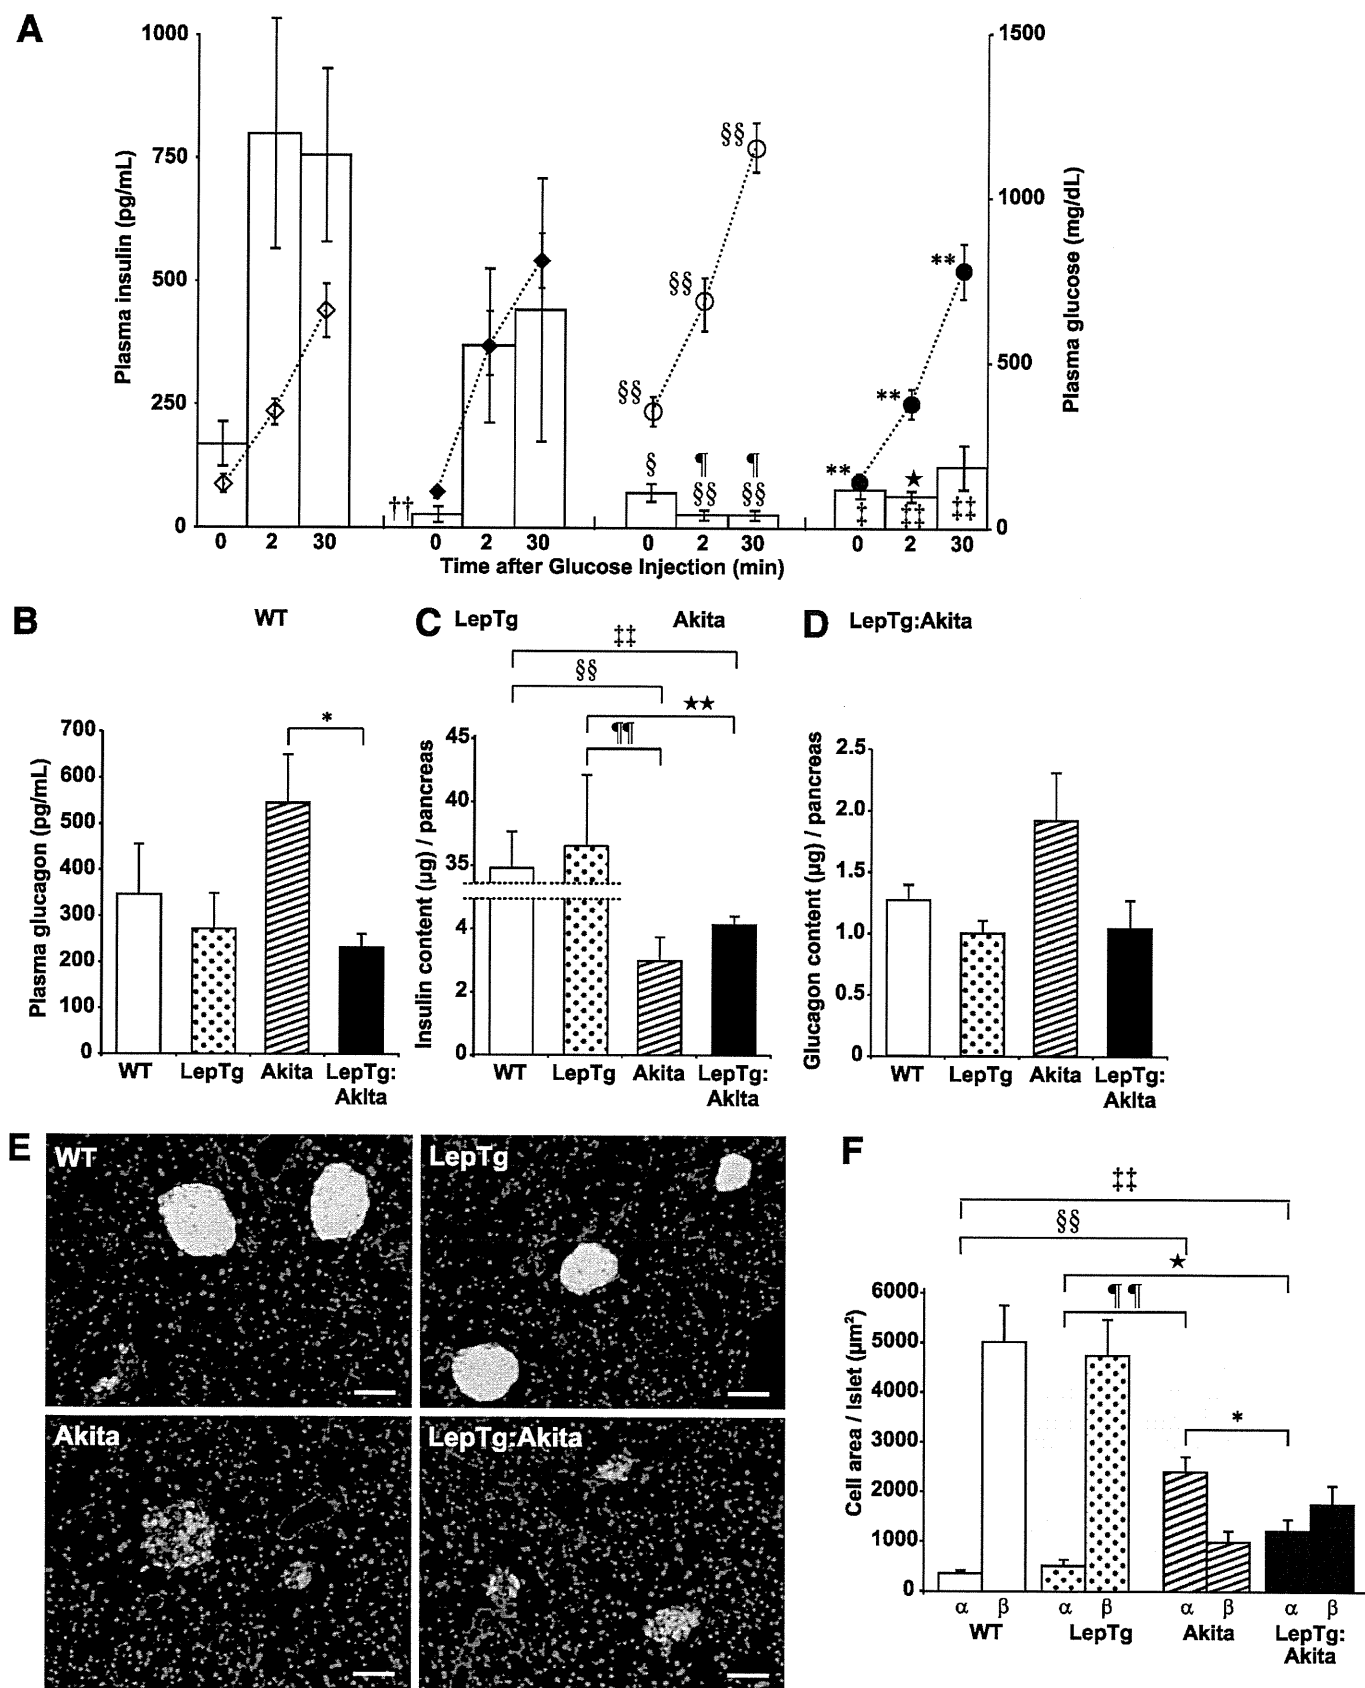 A
Plasma insulin (pg/mL)
1000
750
500
250
0
1500
1000
500
0
Plasma glucose (mg/dL)
††
§§
§§
§§
§
¶
§§
¶
§§
**
**
**
‡
★
‡‡
‡‡
0 2 30 0 2 30 0 2 30 0 2 30
Time after Glucose Injection (min)
WT LepTg Akita LepTg:Akita
B
Plasma glucagon (pg/mL)
700
600
500
400
300
200
100
0
*
WT LepTg Akita LepTg:
Akita
C
Insulin content (µg) / pancreas
‡‡
§§
★★
¶¶
45
40
35
4
2
0
WT LepTg Akita LepTg:
Akita
D
Glucagon content (µg) / pancreas
2.5
2.0
1.5
1.0
0.5
0
WT LepTg Akita LepTg:
Akita
E
WT
LepTg
Akita
LepTg:Akita
F
Cell area / Islet (µm²)
‡‡
§§
★
¶ ¶
*
6000
5000
4000
3000
2000
1000
0
α β α β α β α β
WT LepTg Akita LepTg:
Akita